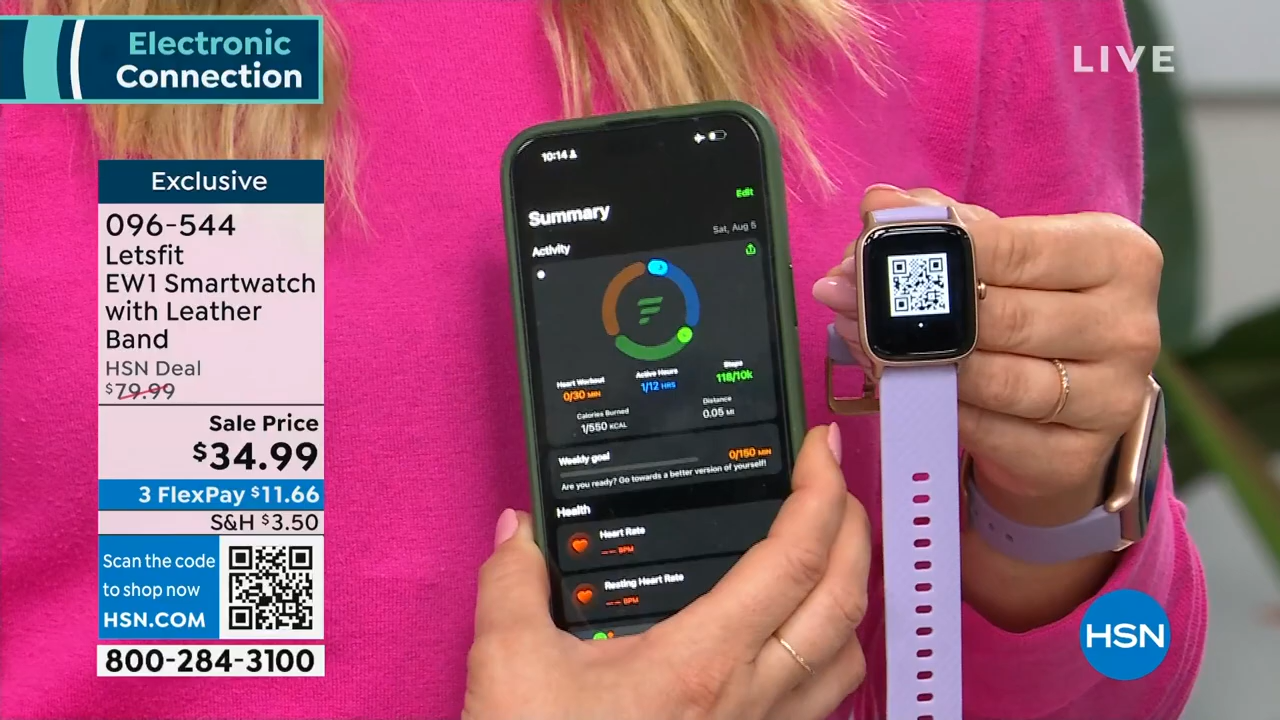 Electronic
Connection
LIVE
Exclusive
096-544
Letsfit
EW1 Smartwatch
with Leather
Band
HSN Deal
$79.99
Sale Price
$34.99
3 FlexPay $11.66
S&H $3.50
Scan the code
to shop now
HSN.COM
800-284-3100
10:14
Edit
Summary
Sat, Aug 5
Activity
Heart Workout
0/30 MIN
Active Hours
1/12 HRS
Steps
118/10k
Calories Burned
1/550 KCAL
Distance
0.05 MI
Weekly goal
0/150 MIN
Are you ready? Go towards a better version of yourself!
Health
Heart Rate
-- BPM
Resting Heart Rate
-- BPM
HSN